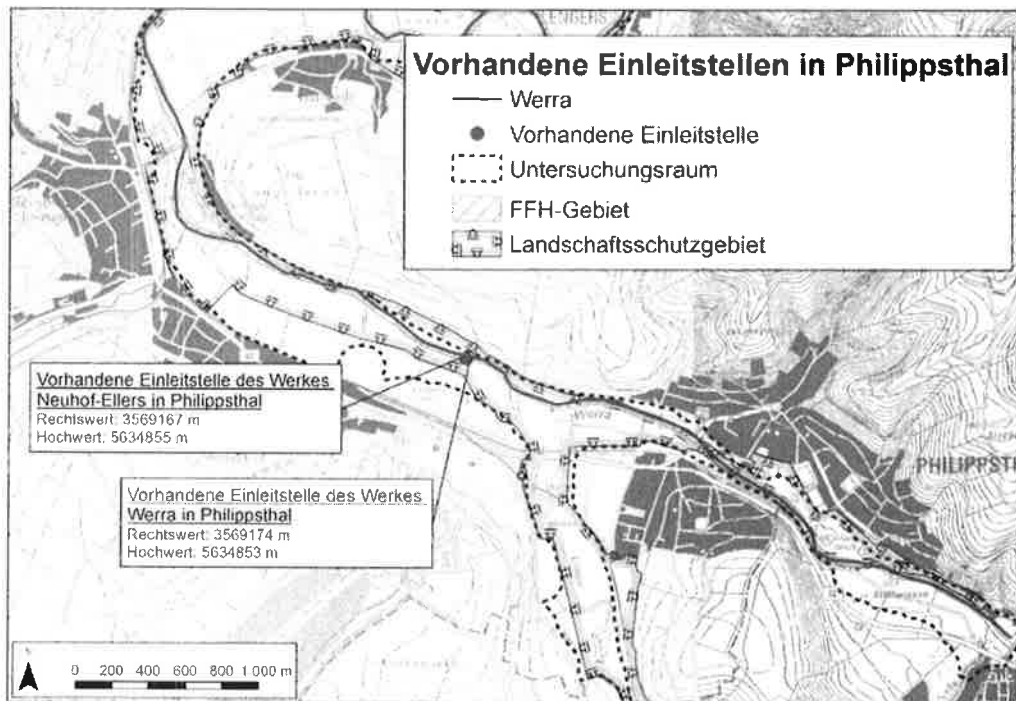 ENGERS
Vorhandene Einleitstellen in Philippsthal
Werra
Vorhandene Einleitstelle
Untersuchungsraum
FFH-Gebiet
Landschaftsschutzgebiet
Vorhandene Einleitstelle des Werkes
Neuhof-Ellers in Philippsthal
Rechtswert: 3569167 m
Hochwert: 5634855 m
Werra
PHILIPPST
Vorhandene Einleitstelle des Werkes
Werra in Philippsthal
Rechtswert: 3569174 m
Hochwert: 5634853 m
0 200 400 600 800 1 000 m